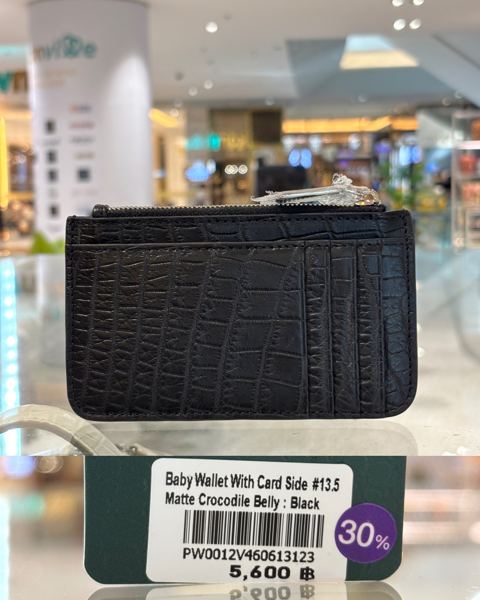 Baby Wallet With Card Side #13.5
Matte Crocodile Belly : Black
30%
PW0012V460613123
5,600 ฿